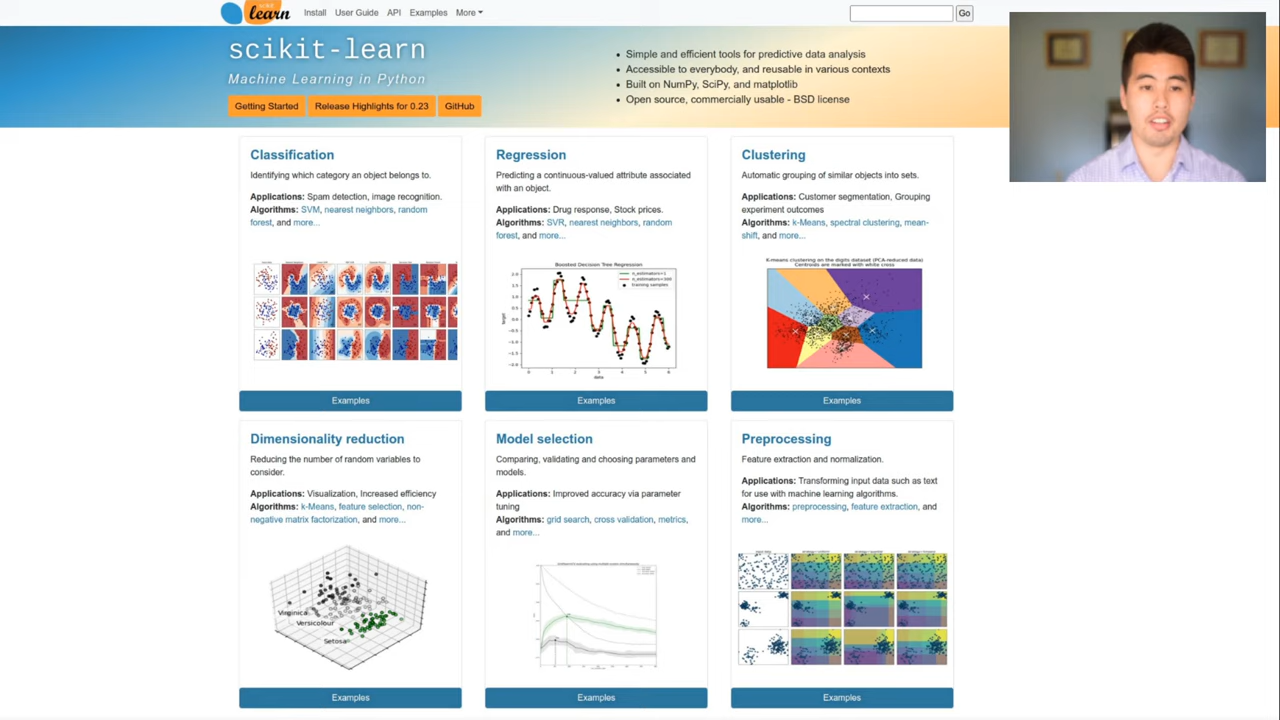 scikit
learn
Install User Guide API Examples More
Go
scikit-learn
Machine Learning in Python
Getting Started Release Highlights for 0.23 GitHub
Simple and efficient tools for predictive data analysis
Accessible to everybody, and reusable in various contexts
Built on NumPy, SciPy, and matplotlib
Open source, commercially usable - BSD license
Classification
Identifying which category an object belongs to.
Applications: Spam detection, image recognition.
Algorithms: SVM, nearest neighbors, random
forest, and more...
Examples
Regression
Predicting a continuous-valued attribute associated
with an object.
Applications: Drug response, Stock prices.
Algorithms: SVR, nearest neighbors, random
forest, and more...
Boosted Decision Tree Regression
n_estimators=1
n_estimators=300
training samples
target
data
Examples
Clustering
Automatic grouping of similar objects into sets.
Applications: Customer segmentation, Grouping
experiment outcomes
Algorithms: k-Means, spectral clustering, mean-
shift, and more...
K-means clustering on the digits dataset (PCA-reduced data)
Centroids are marked with white cross
Examples
Dimensionality reduction
Reducing the number of random variables to
consider.
Applications: Visualization, Increased efficiency
Algorithms: k-Means, feature selection, non-
negative matrix factorization, and more...
Virginica
Versicolour
Setosa
Examples
Model selection
Comparing, validating and choosing parameters and
models.
Applications: Improved accuracy via parameter
tuning
Algorithms: grid search, cross validation, metrics,
and more...
Examples
Preprocessing
Feature extraction and normalization.
Applications: Transforming input data such as text
for use with machine learning algorithms.
Algorithms: preprocessing, feature extraction, and
more...
Examples